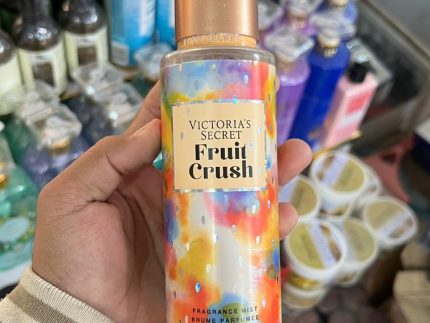 VICTORIA'S
SECRET
Fruit
Crush
FRAGRANCE MIST
BRUME PARFUMÉE